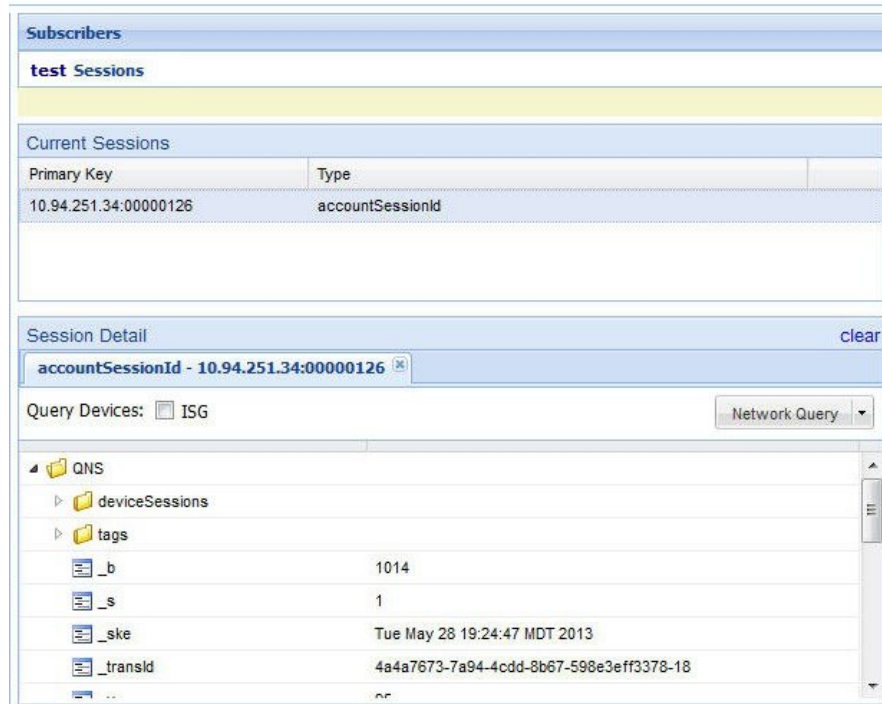 Subscribers
test Sessions
Current Sessions
Primary Key Type
10.94.251.34:00000126 accountSessionId
Session Detail clear
accountSessionId - 10.94.251.34:00000126
Query Devices: ISG Network Query
QNS
deviceSessions
tags
_b 1014
_s 1
_ske Tue May 28 19:24:47 MDT 2013
_transId 4a4a7673-7a94-4cdd-8b67-598e3eff3378-18